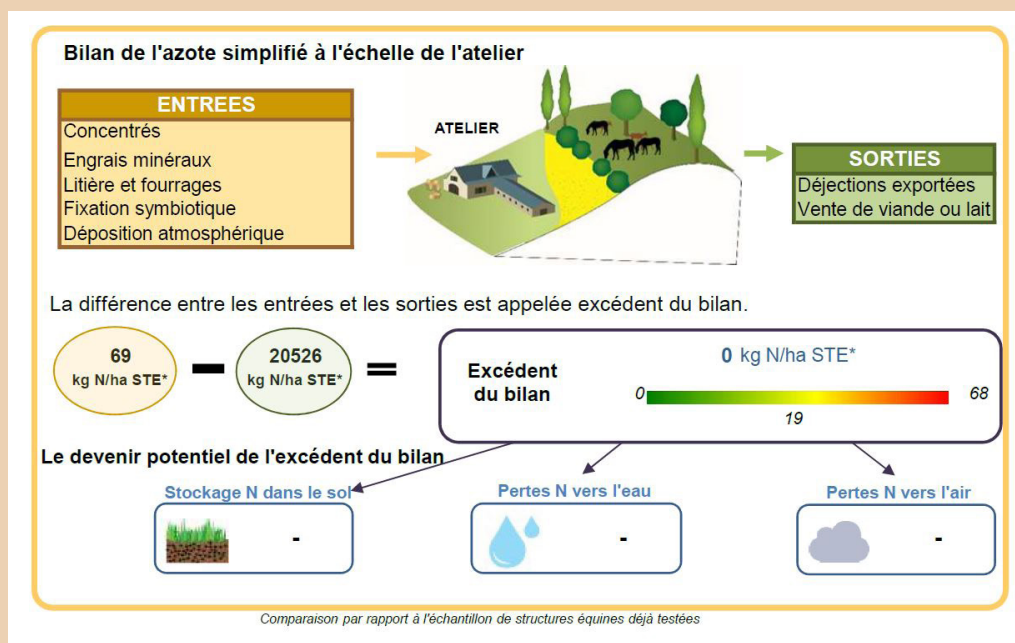 Bilan de l'azote simplifié à l'échelle de l'atelier
ENTREES
Concentrés
Engrais minéraux
Litière et fourrages
Fixation symbiotique
Déposition atmosphérique
ATELIER
SORTIES
Déjections exportées
Vente de viande ou lait
La différence entre les entrées et les sorties est appelée excédent du bilan.
69
kg N/ha STE*
20526
kg N/ha STE*
=
Excédent
du bilan
0 kg N/ha STE*
0
68
19
Le devenir potentiel de l'excédent du bilan
Stockage N dans le sol
-
Pertes N vers l'eau
-
Pertes N vers l'air
-
Comparaison par rapport à l'échantillon de structures équines déjà testées